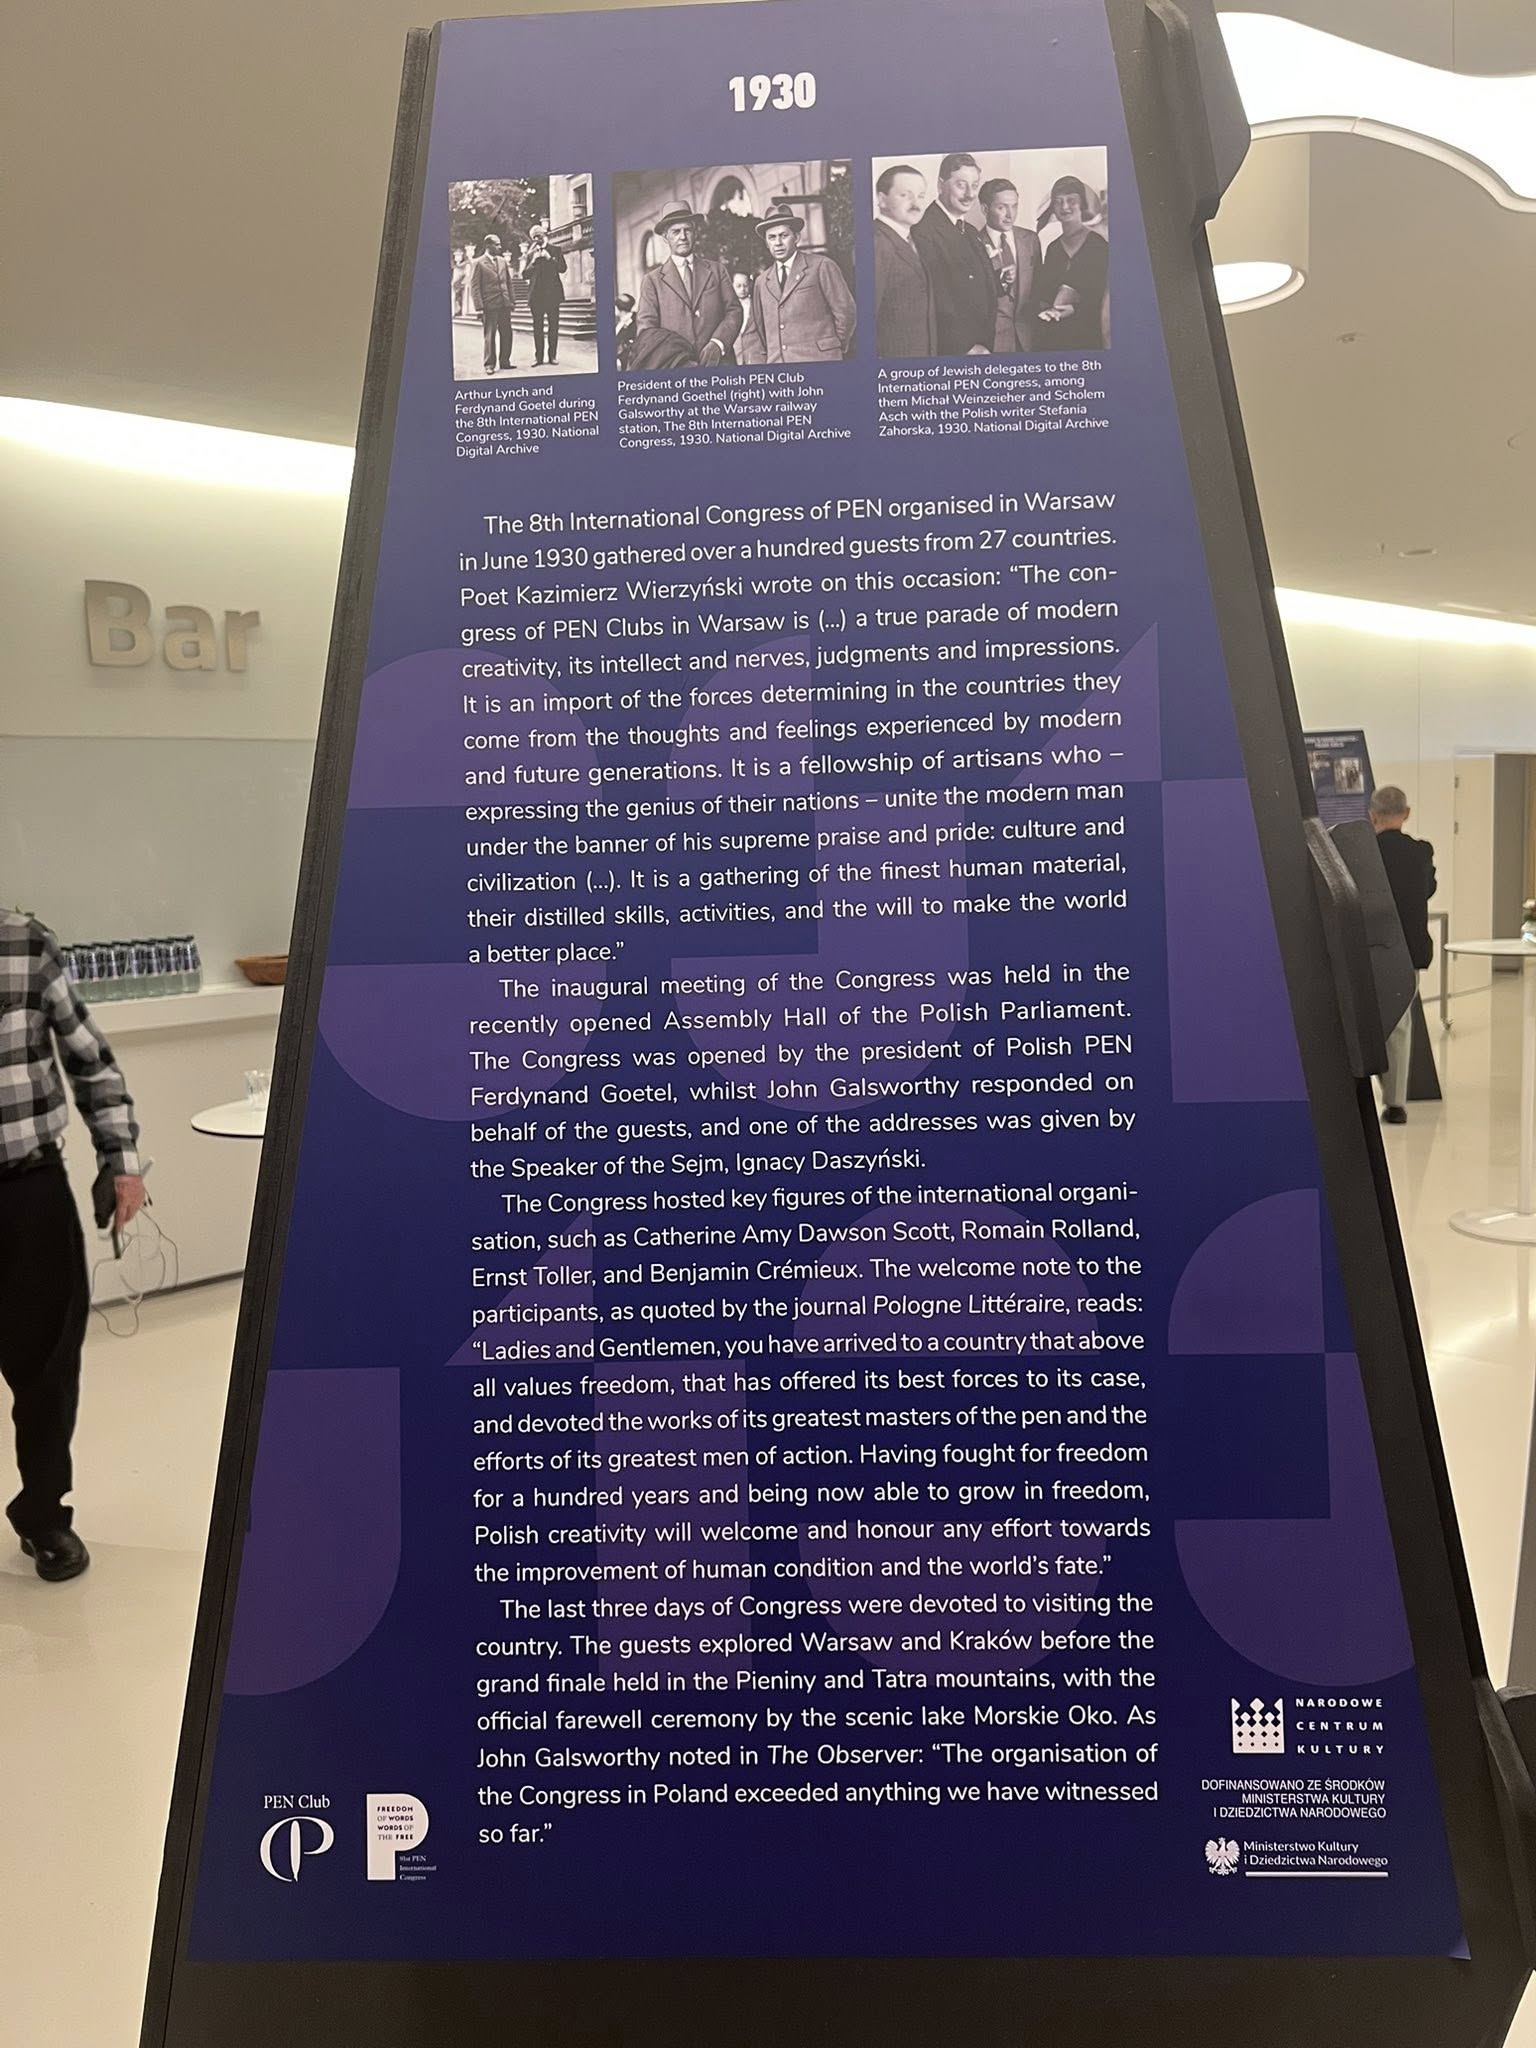 1930
Arthur Lynch and
Ferdynand Goetel during
the 8th International PEN
Congress, 1930. National
Digital Archive
President of the Polish PEN Club
Ferdynand Goethel (right) with John
Galsworthy at the Warsaw railway
station, The 8th International PEN
Congress, 1930. National Digital Archive
A group of Jewish delegates to the 8th
International PEN Congress, among
them Michał Weinzeieher and Scholem
Asch with the Polish writer Stefania
Zahorska, 1930. National Digital Archive
The 8th International Congress of PEN organised in Warsaw
in June 1930 gathered over a hundred guests from 27 countries.
Poet Kazimierz Wierzyński wrote on this occasion: “The con-
gress of PEN Clubs in Warsaw is (...) a true parade of modern
creativity, its intellect and nerves, judgments and impressions.
It is an import of the forces determining in the countries they
come from the thoughts and feelings experienced by modern
and future generations. It is a fellowship of artisans who –
expressing the genius of their nations – unite the modern man
under the banner of his supreme praise and pride: culture and
civilization (...). It is a gathering of the finest human material,
their distilled skills, activities, and the will to make the world
a better place.”
The inaugural meeting of the Congress was held in the
recently opened Assembly Hall of the Polish Parliament.
The Congress was opened by the president of Polish PEN
Ferdynand Goetel, whilst John Galsworthy responded on
behalf of the guests, and one of the addresses was given by
the Speaker of the Sejm, Ignacy Daszyński.
The Congress hosted key figures of the international organi-
sation, such as Catherine Amy Dawson Scott, Romain Rolland,
Ernst Toller, and Benjamin Crémieux. The welcome note to the
participants, as quoted by the journal Pologne Littéraire, reads:
“Ladies and Gentlemen, you have arrived to a country that above
all values freedom, that has offered its best forces to its case,
and devoted the works of its greatest masters of the pen and the
efforts of its greatest men of action. Having fought for freedom
for a hundred years and being now able to grow in freedom,
Polish creativity will welcome and honour any effort towards
the improvement of human condition and the world’s fate.”
The last three days of Congress were devoted to visiting the
country. The guests explored Warsaw and Kraków before the
grand finale held in the Pieniny and Tatra mountains, with the
official farewell ceremony by the scenic lake Morskie Oko. As
John Galsworthy noted in The Observer: “The organisation of
the Congress in Poland exceeded anything we have witnessed
so far.”
Bar
PEN Club
FREEDOM
OF WORDS
WORDS OF
THE FREE
91st PEN
International
Congress
NARODOWE
CENTRUM
KULTURY
DOFINANSOWANO ZE ŚRODKÓW
MINISTERSTWA KULTURY
I DZIEDZICTWA NARODOWEGO
Ministerstwo Kultury
i Dziedzictwa Narodowego